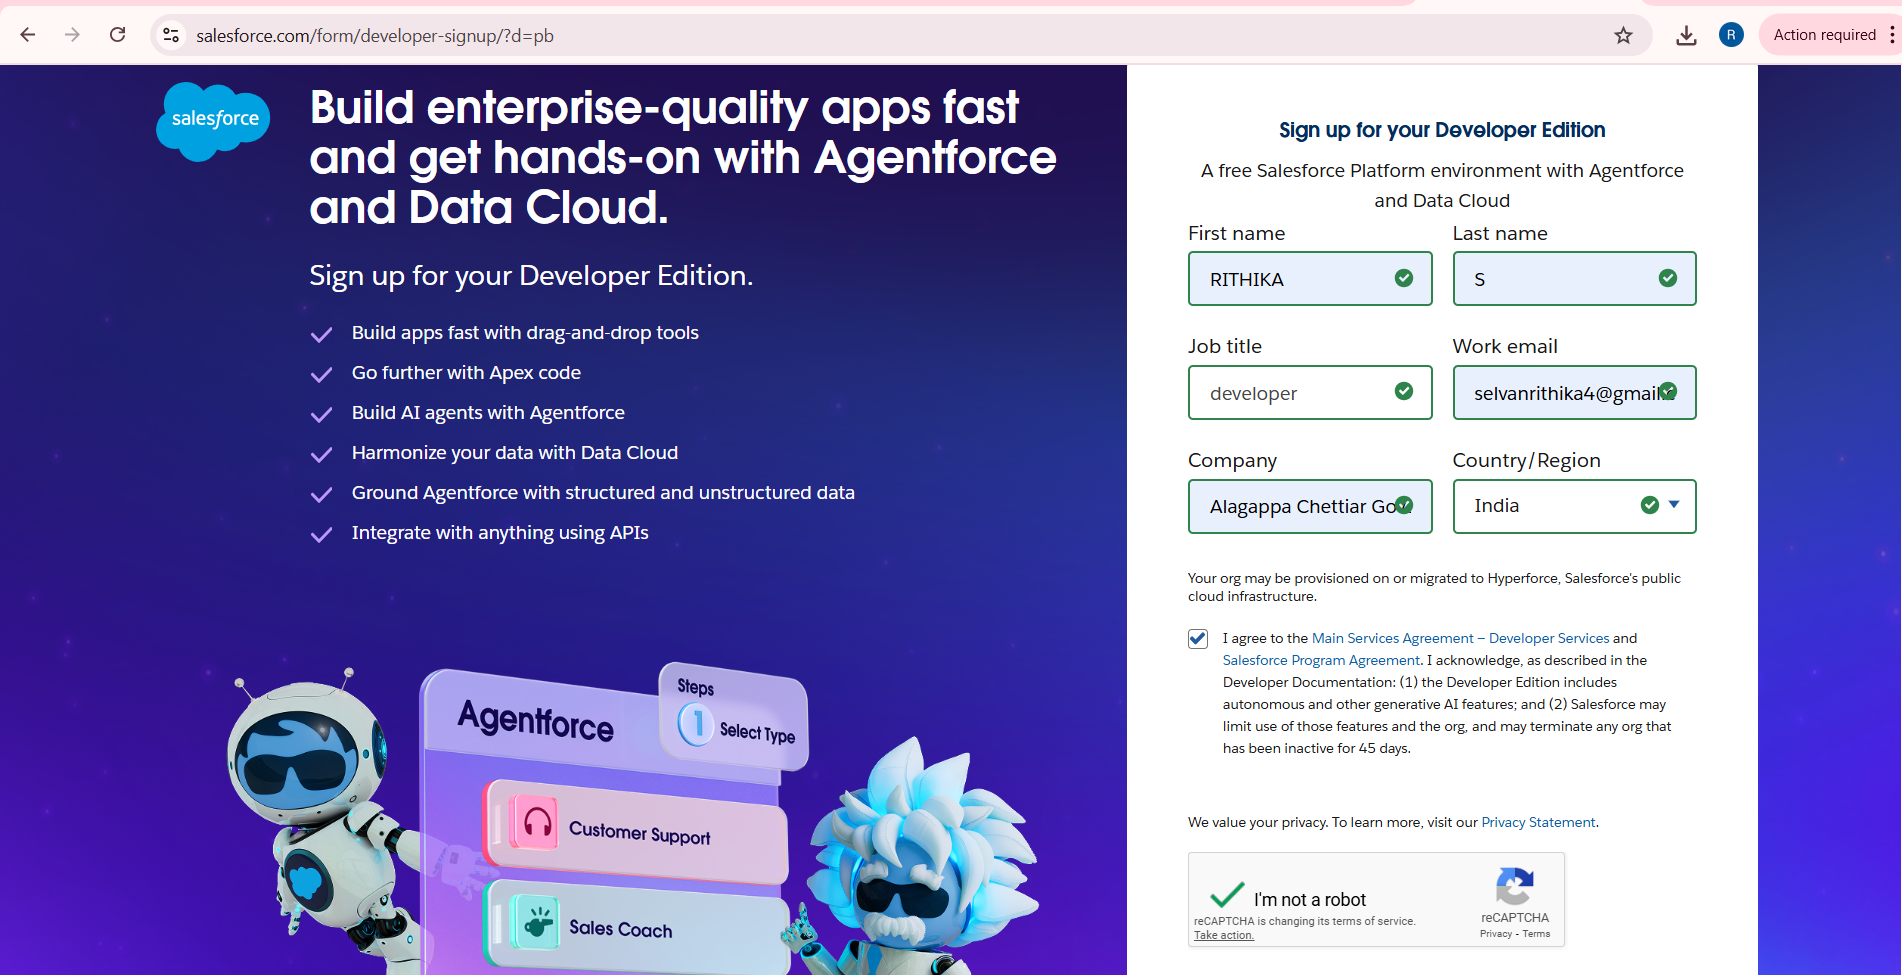 salesforce.com/form/developer-signup/?d=pb
R
Action required
salesforce
Build enterprise-quality apps fast
and get hands-on with Agentforce
and Data Cloud.
Sign up for your Developer Edition.
Build apps fast with drag-and-drop tools
Go further with Apex code
Build AI agents with Agentforce
Harmonize your data with Data Cloud
Ground Agentforce with structured and unstructured data
Integrate with anything using APIs
Agentforce
Steps
1 Select Type
Customer Support
Sales Coach
Sign up for your Developer Edition
A free Salesforce Platform environment with Agentforce
and Data Cloud
First name Last name
RITHIKA S
Job title Work email
developer selvanrithika4@gmail.
Company Country/Region
Alagappa Chettiar Go India
Your org may be provisioned on or migrated to Hyperforce, Salesforce's public
cloud infrastructure.
I agree to the Main Services Agreement – Developer Services and
Salesforce Program Agreement. I acknowledge, as described in the
Developer Documentation: (1) the Developer Edition includes
autonomous and other generative AI features; and (2) Salesforce may
limit use of those features and the org, and may terminate any org that
has been inactive for 45 days.
We value your privacy. To learn more, visit our Privacy Statement.
I'm not a robot
reCAPTCHA is changing its terms of service.
Take action.
reCAPTCHA
Privacy - Terms